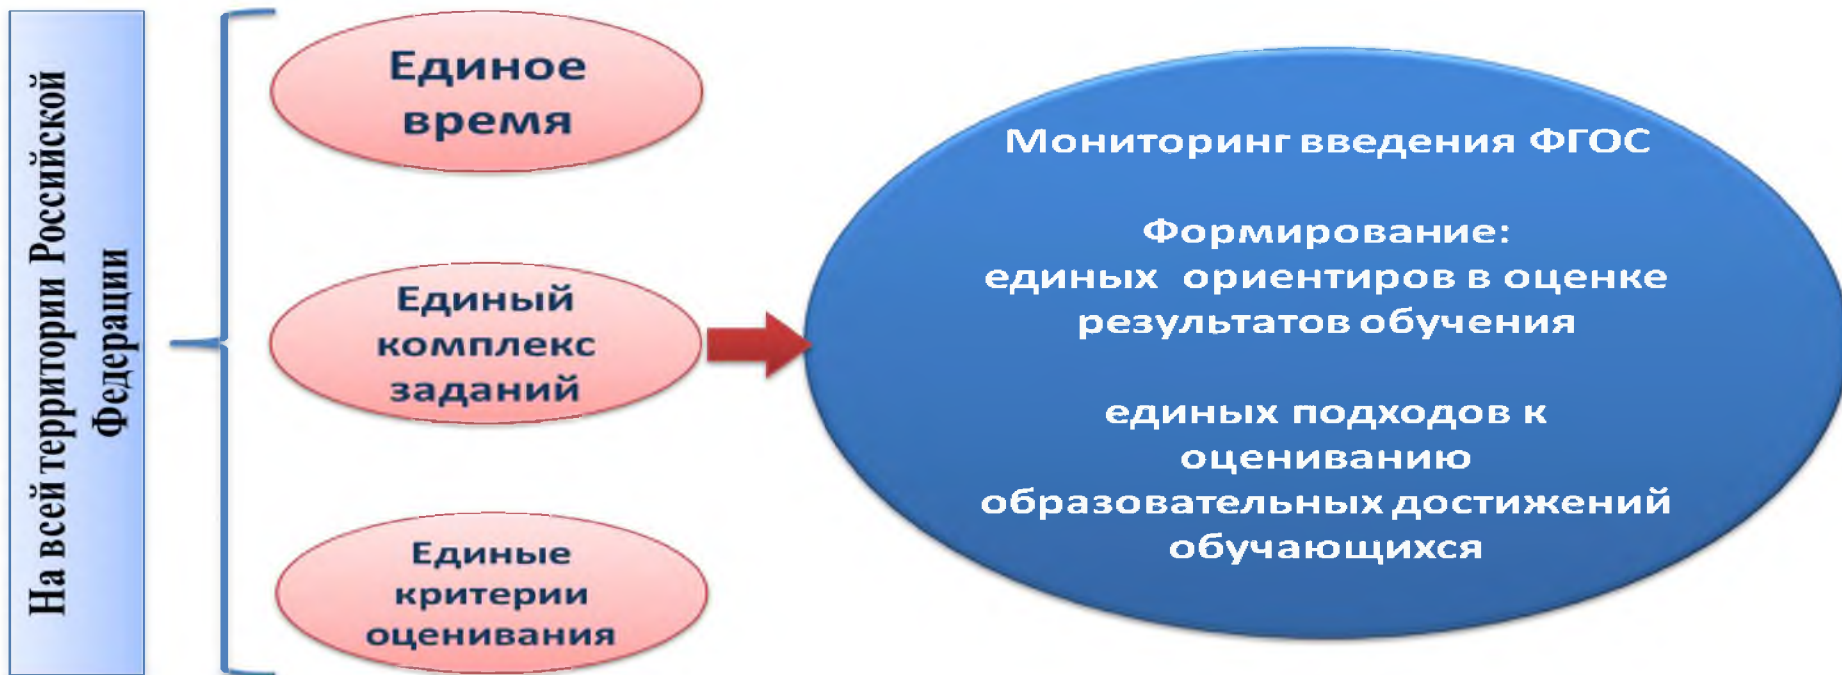 На всей территории Российской
Федерации
Единое
время
Единый
комплекс
заданий
Единые
критерии
оценивания
Мониторинг введения ФГОС
Формирование:
единых ориентиров в оценке
результатов обучения
единых подходов к
оцениванию
образовательных достижений
обучающихся